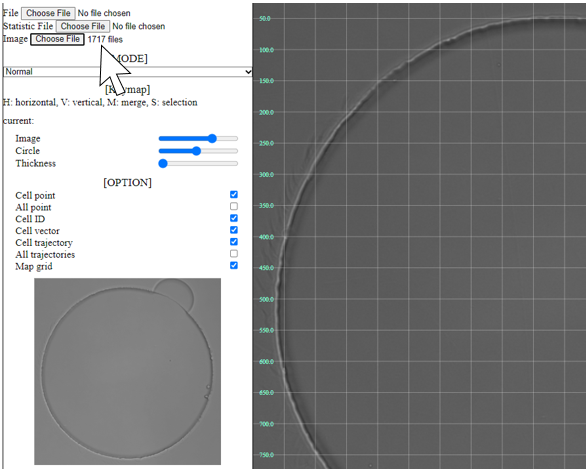 File Choose File No file chosen
Statistic File Choose File No file chosen
Image Choose File 1717 files
MODE]
Normal
H: horizontal, V: vertical, M: merge, S: selection
current:
Image
Circle
Thickness
[OPTION]
Cell point
All point
Cell ID
Cell vector
Cell trajectory
All trajectories
Map grid
50.0
100.0
150.0
200.0
250.0
300.0
350.0
400.0
450.0
500.0
550.0
600.0
650.0
700.0
750.0